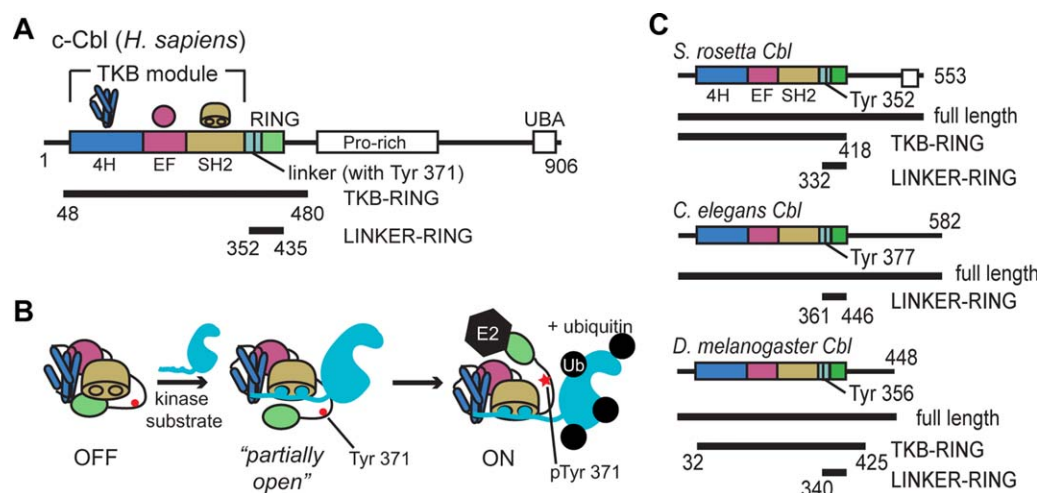 A
c-Cbl (H. sapiens)
TKB module
RING
UBA
Pro-rich
1
4H
EF
SH2
906
linker (with Tyr 371)
TKB-RING
48
480
LINKER-RING
352
435
B
E2
+ ubiquitin
Ub
kinase
substrate
Tyr 371
pTyr 371
OFF
"partially
open"
ON
C
S. rosetta Cbl
553
4H
EF
SH2
Tyr 352
full length
TKB-RING
418
332
LINKER-RING
C. elegans Cbl
582
Tyr 377
full length
LINKER-RING
361
446
D. melanogaster Cbl
448
Tyr 356
full length
TKB-RING
32
425
LINKER-RING
340